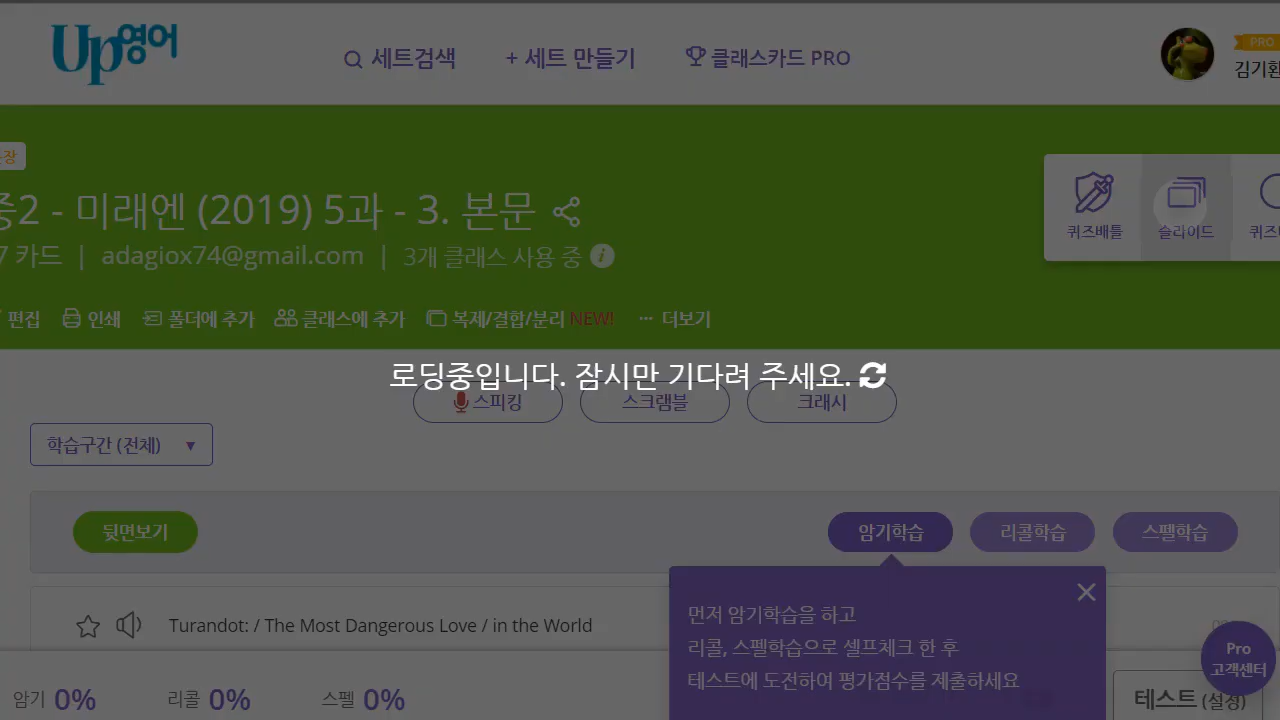 Up영어
세트검색
+ 세트 만들기
클래스카드 PRO
PRO
김기환
중2 - 미래엔 (2019) 5과 - 3. 본문
7 카드 | adagiox74@gmail.com | 3개 클래스 사용 중
퀴즈배틀
슬라이드
편집
인쇄
폴더에 추가
클래스에 추가
복제/결합/분리 NEW!
더보기
로딩중입니다. 잠시만 기다려 주세요.
스피킹
스크램블
크래시
학습구간 (전체) ▼
뒷면보기
암기학습
리콜학습
스펠학습
먼저 암기학습을 하고
리콜, 스펠학습으로 셀프체크 한 후
테스트에 도전하여 평가점수를 제출하세요
Turandot: / The Most Dangerous Love / in the World
Pro
고객센터
암기 0%
리콜 0%
스펠 0%
테스트 (설정)